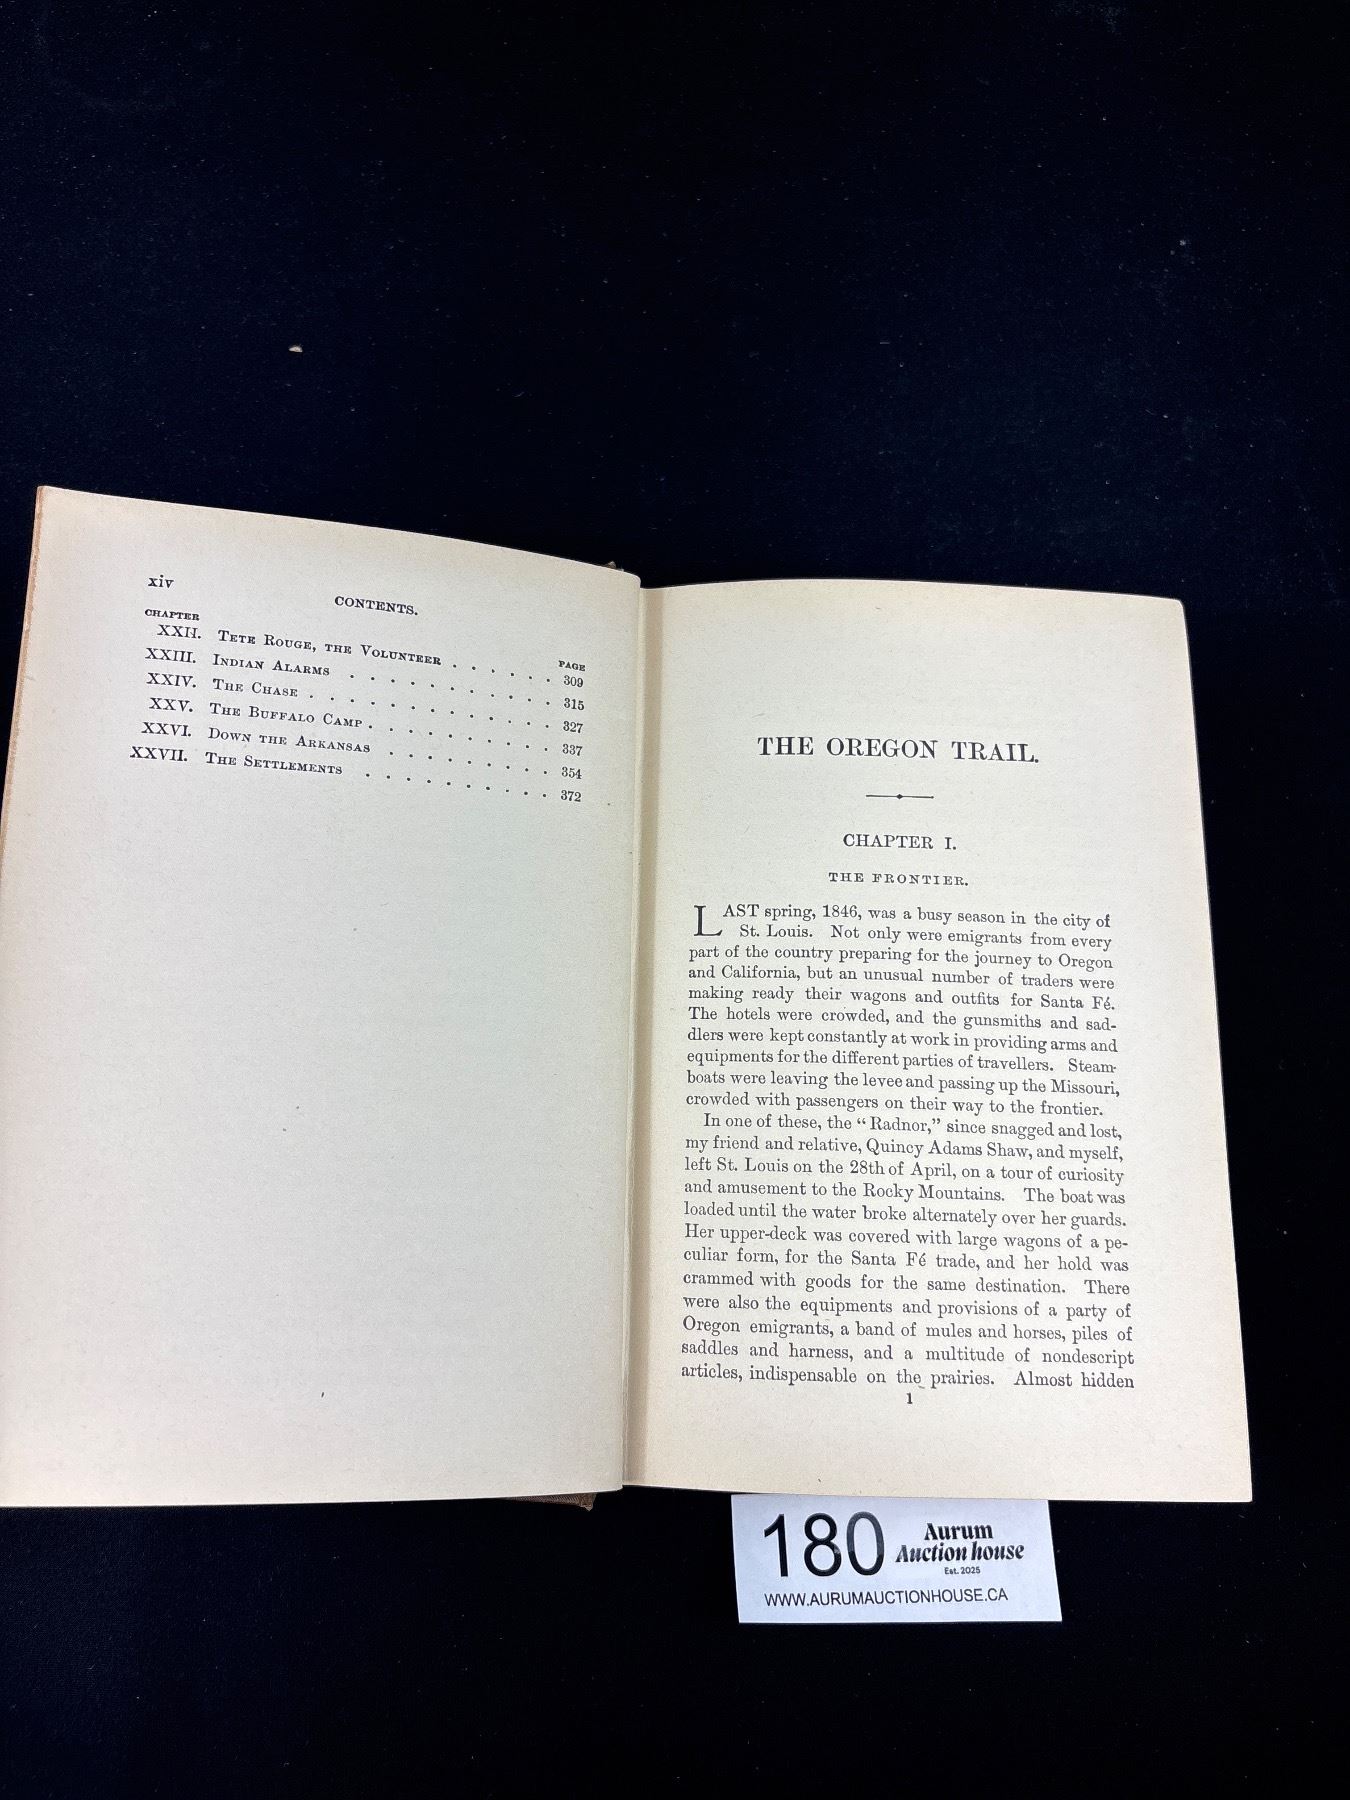 xiv
CONTENTS.
CHAPTER PAGE
XXII. TETE ROUGE, THE VOLUNTEER . . . . . . 309
XXIII. INDIAN ALARMS . . . . . . . . . . 315
XXIV. THE CHASE . . . . . . . . . . . . 327
XXV. THE BUFFALO CAMP . . . . . . . . . 337
XXVI. DOWN THE ARKANSAS . . . . . . . . 354
XXVII. THE SETTLEMENTS . . . . . . . . . 372
THE OREGON TRAIL.
CHAPTER I.
THE FRONTIER.
LAST spring, 1846, was a busy season in the city of
St. Louis. Not only were emigrants from every
part of the country preparing for the journey to Oregon
and California, but an unusual number of traders were
making ready their wagons and outfits for Santa Fé.
The hotels were crowded, and the gunsmiths and sad-
dlers were kept constantly at work in providing arms and
equipments for the different parties of travellers. Steam-
boats were leaving the levee and passing up the Missouri,
crowded with passengers on their way to the frontier.
In one of these, the “Radnor,” since snagged and lost,
my friend and relative, Quincy Adams Shaw, and myself,
left St. Louis on the 28th of April, on a tour of curiosity
and amusement to the Rocky Mountains. The boat was
loaded until the water broke alternately over her guards.
Her upper-deck was covered with large wagons of a pe-
culiar form, for the Santa Fé trade, and her hold was
crammed with goods for the same destination. There
were also the equipments and provisions of a party of
Oregon emigrants, a band of mules and horses, piles of
saddles and harness, and a multitude of nondescript
articles, indispensable on the prairies. Almost hidden
1
180 Aurum
Auction house
Est. 2025
WWW.AURUMAUCTIONHOUSE.CA